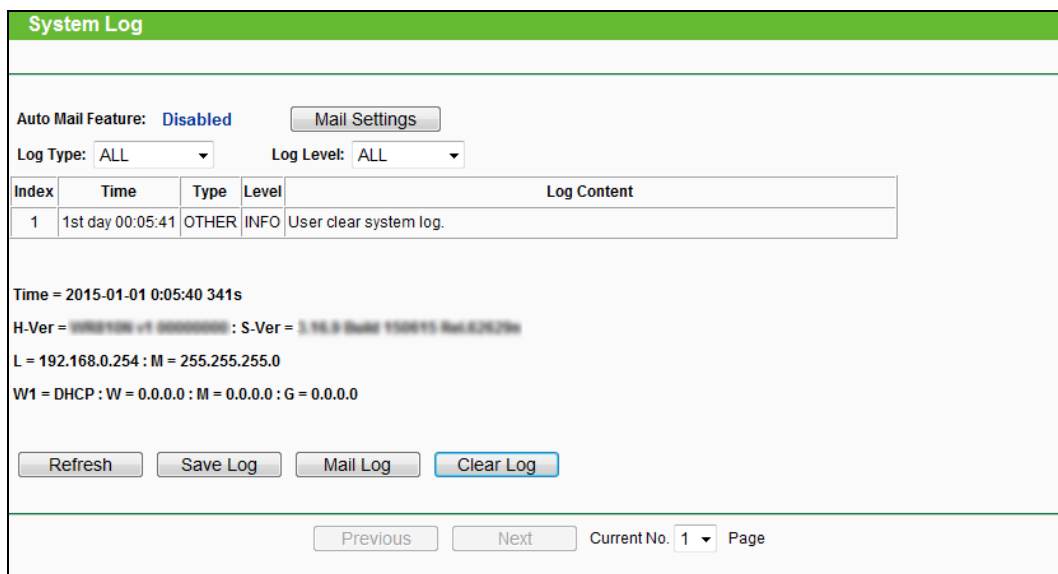 System Log
Auto Mail Feature: Disabled Mail Settings
Log Type: ALL Log Level: ALL
Index Time Type Level Log Content
1 1st day 00:05:41 OTHER INFO User clear system log.
Time = 2015-01-01 0:05:40 341s
H-Ver = : S-Ver =
L = 192.168.0.254 : M = 255.255.255.0
W1 = DHCP : W = 0.0.0.0 : M = 0.0.0.0 : G = 0.0.0.0
Refresh Save Log Mail Log Clear Log
Previous Next Current No. 1 Page